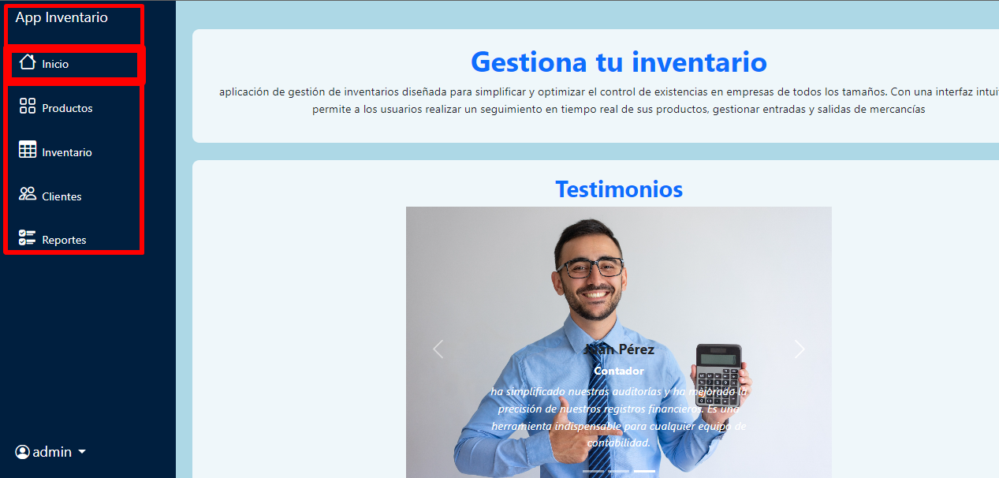 App Inventario
Inicio
Productos
Inventario
Clientes
Reportes
admin
Gestiona tu inventario
aplicación de gestión de inventarios diseñada para simplificar y optimizar el control de existencias en empresas de todos los tamaños. Con una interfaz
permite a los usuarios realizar un seguimiento en tiempo real de sus productos, gestionar entradas y salidas de mercancías
Testimonios
Juan Pérez
Contador
ha simplificado nuestras auditorías y ha mejorado la
precisión de nuestros registros financieros. Es una
herramienta indispensable para cualquier equipo de
contabilidad.